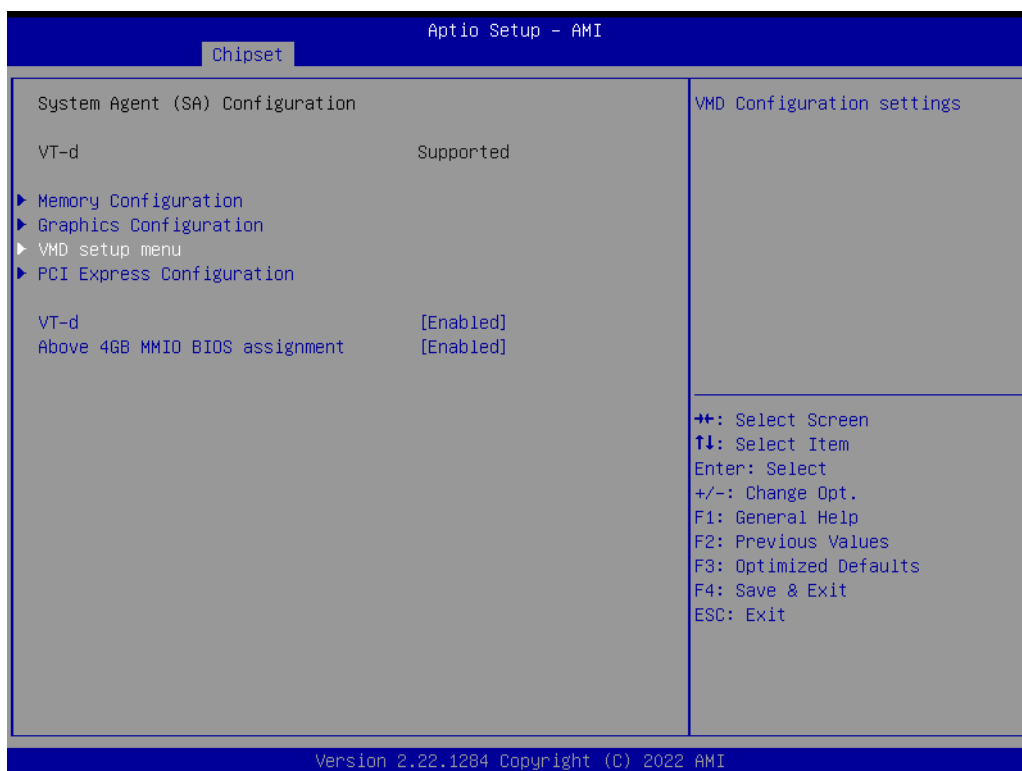 Aptio Setup – AMI
Chipset
System Agent (SA) Configuration
VT-d Supported
▶ Memory Configuration
▶ Graphics Configuration
▶ VMD setup menu
▶ PCI Express Configuration
VT-d [Enabled]
Above 4GB MMIO BIOS assignment [Enabled]
VMD Configuration settings
→←: Select Screen
↑↓: Select Item
Enter: Select
+/-: Change Opt.
F1: General Help
F2: Previous Values
F3: Optimized Defaults
F4: Save & Exit
ESC: Exit
Version 2.22.1284 Copyright (C) 2022 AMI